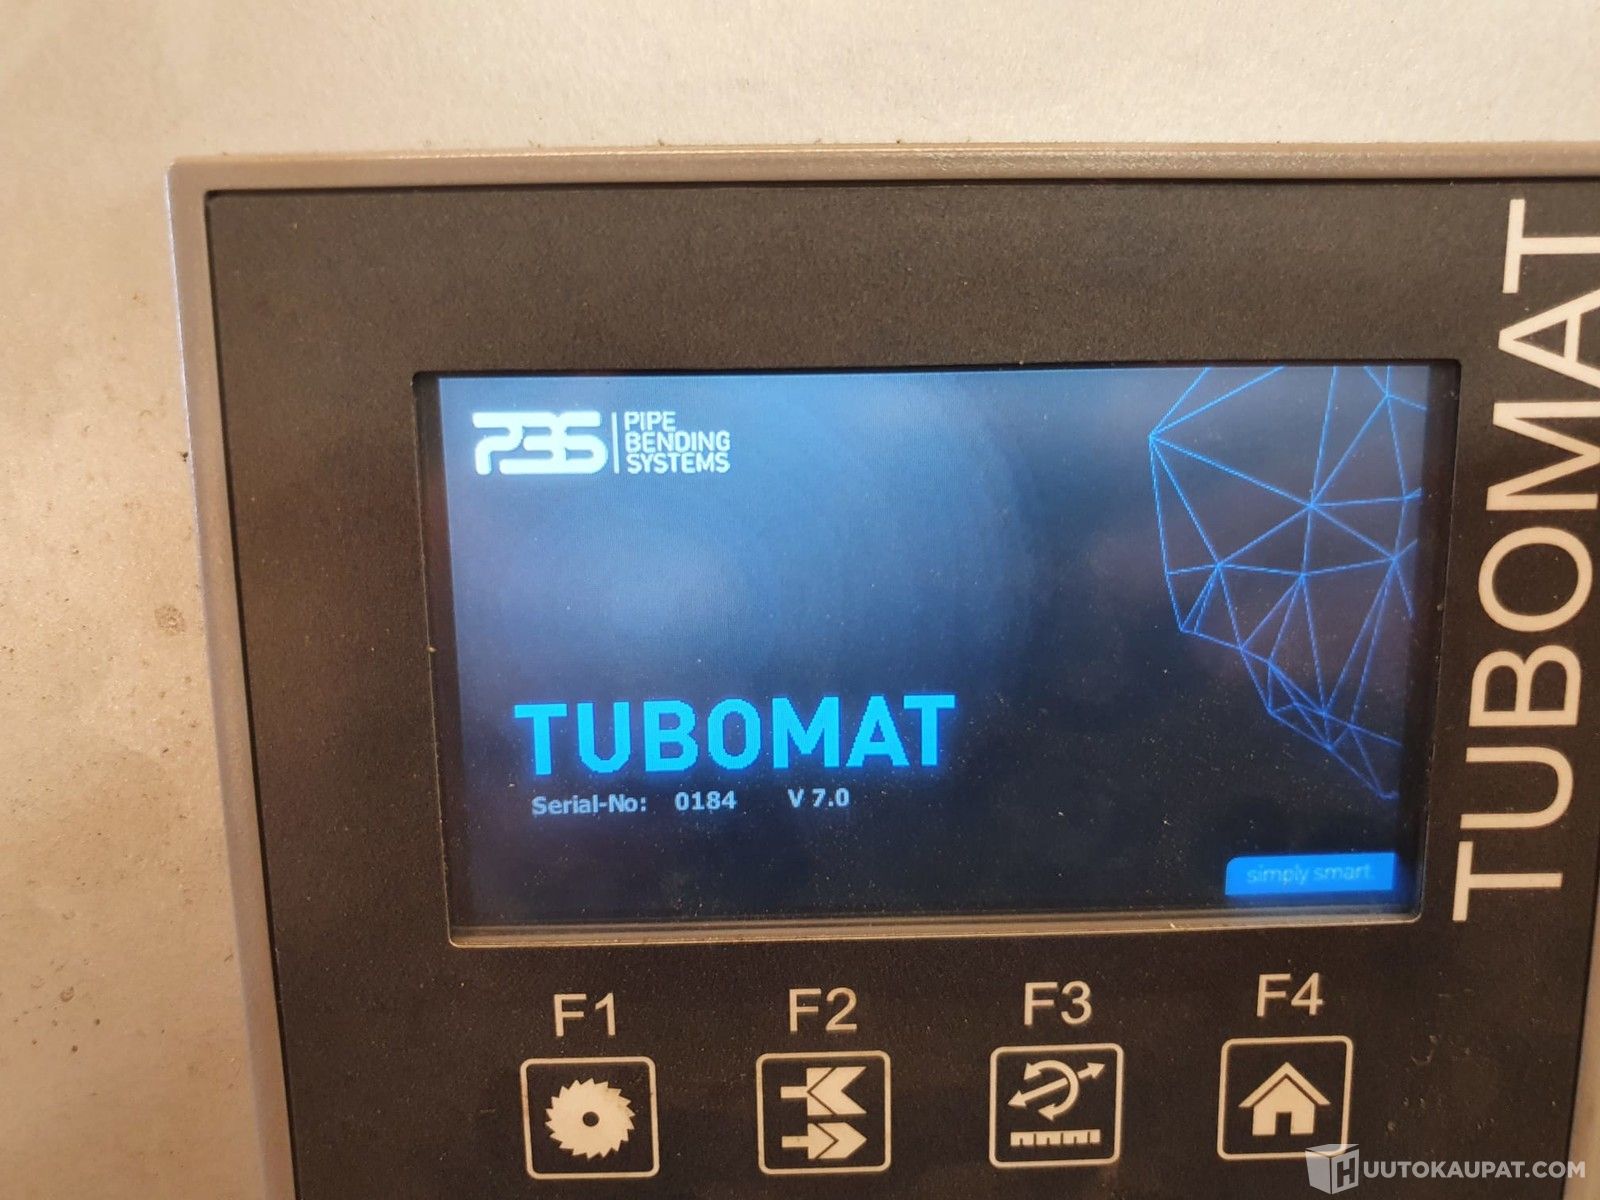 PBS
PIPE
BENDING
SYSTEMS
TUBOMAT
Serial-No: 0184 V 7.0
simply smart.
TUBOMAT
F1 F2 F3 F4
HUUTOKAUPAT.COM